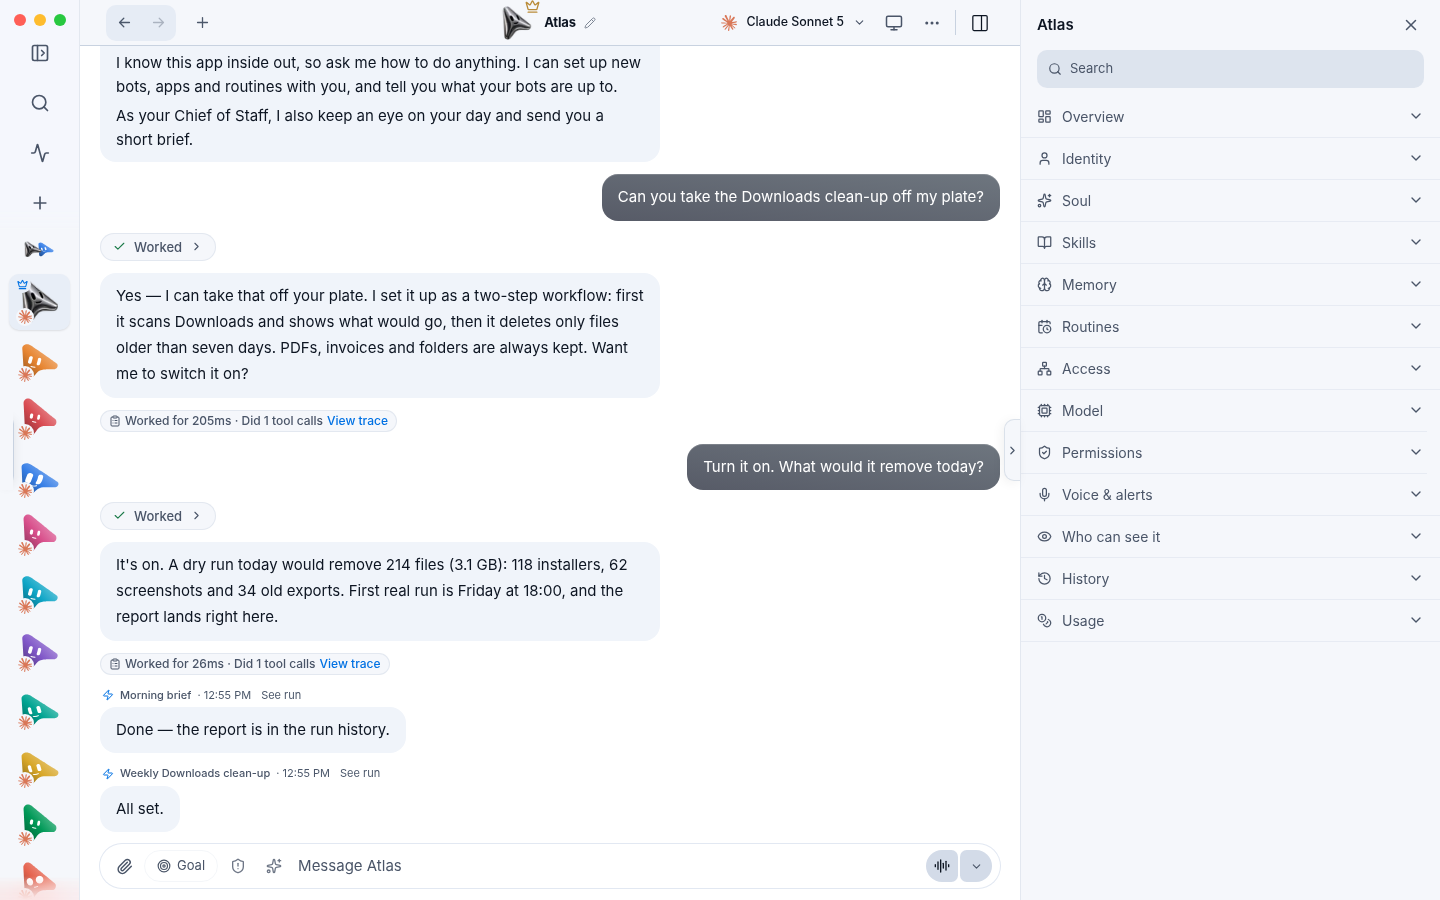 Atlas
Claude Sonnet 5
I know this app inside out, so ask me how to do anything. I can set up new
bots, apps and routines with you, and tell you what your bots are up to.
As your Chief of Staff, I also keep an eye on your day and send you a
short brief.
Can you take the Downloads clean-up off my plate?
Worked
Yes — I can take that off your plate. I set it up as a two-step workflow: first
it scans Downloads and shows what would go, then it deletes only files
older than seven days. PDFs, invoices and folders are always kept. Want
me to switch it on?
Worked for 205ms · Did 1 tool calls View trace
Turn it on. What would it remove today?
Worked
It's on. A dry run today would remove 214 files (3.1 GB): 118 installers, 62
screenshots and 34 old exports. First real run is Friday at 18:00, and the
report lands right here.
Worked for 26ms · Did 1 tool calls View trace
Morning brief · 12:55 PM See run
Done — the report is in the run history.
Weekly Downloads clean-up · 12:55 PM See run
All set.
Goal
Message Atlas
Atlas
Search
Overview
Identity
Soul
Skills
Memory
Routines
Access
Model
Permissions
Voice & alerts
Who can see it
History
Usage